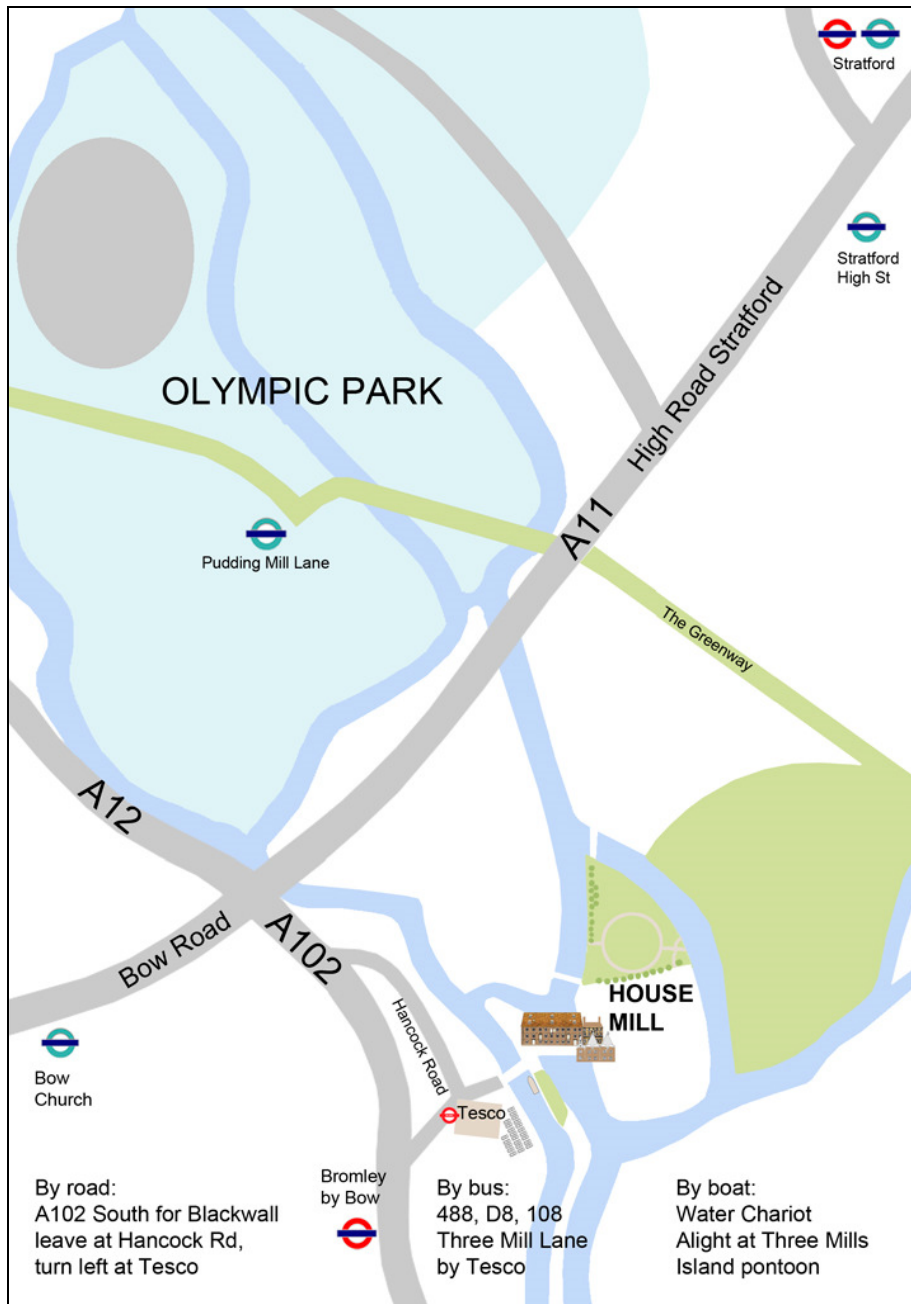 Stratford
Stratford
High St
High Road Stratford
OLYMPIC PARK
A11
Pudding Mill Lane
The Greenway
A12
A102
Bow Road
HOUSE
MILL
Hancock Road
Bow
Church
Tesco
Bromley
by Bow
By road:
A102 South for Blackwall
leave at Hancock Rd,
turn left at Tesco
By bus:
488, D8, 108
Three Mill Lane
by Tesco
By boat:
Water Chariot
Alight at Three Mills
Island pontoon